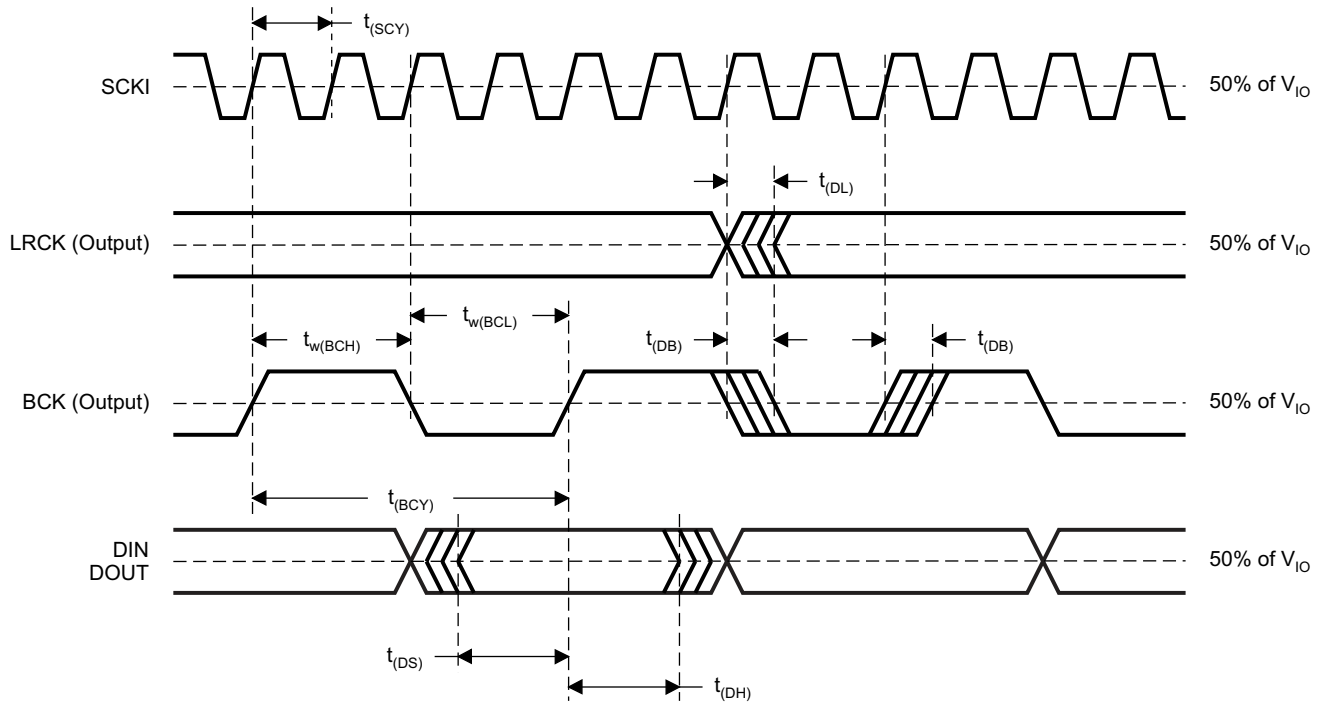 t(SCY)
SCKI
50% of VIO
t(DL)
LRCK (Output)
50% of VIO
tw(BCL)
tw(BCH)
t(DB)
t(DB)
BCK (Output)
50% of VIO
t(BCY)
DIN
DOUT
50% of VIO
t(DS)
t(DH)